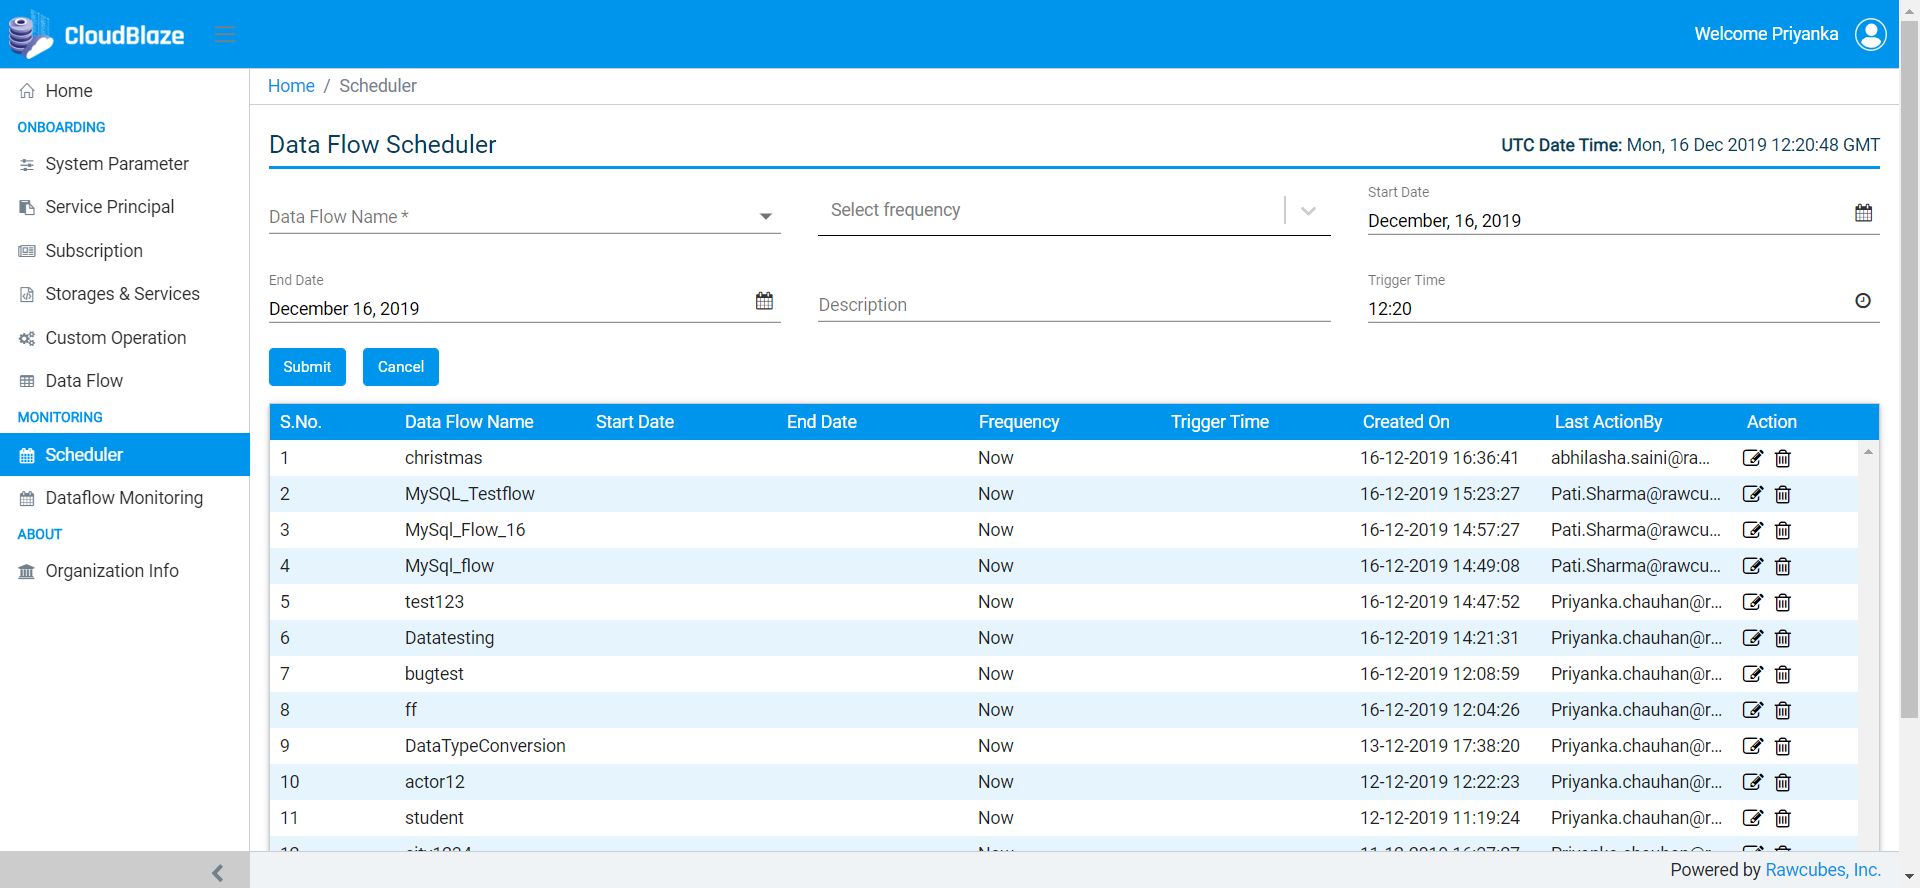 CloudBlaze
Welcome Priyanka
Home
ONBOARDING
System Parameter
Service Principal
Subscription
Storages & Services
Custom Operation
Data Flow
MONITORING
Scheduler
Dataflow Monitoring
ABOUT
Organization Info
Home / Scheduler
Data Flow Scheduler
UTC Date Time: Mon, 16 Dec 2019 12:20:48 GMT
Data Flow Name *
Select frequency
Start Date
December, 16, 2019
End Date
December 16, 2019
Description
Trigger Time
12:20
Submit Cancel
S.No. Data Flow Name Start Date End Date Frequency Trigger Time Created On Last ActionBy Action
1 christmas Now 16-12-2019 16:36:41 abhilasha.saini@ra...
2 MySQL_Testflow Now 16-12-2019 15:23:27 Pati.Sharma@rawcu...
3 MySql_Flow_16 Now 16-12-2019 14:57:27 Pati.Sharma@rawcu...
4 MySql_flow Now 16-12-2019 14:49:08 Pati.Sharma@rawcu...
5 test123 Now 16-12-2019 14:47:52 Priyanka.chauhan@r...
6 Datatesting Now 16-12-2019 14:21:31 Priyanka.chauhan@r...
7 bugtest Now 16-12-2019 12:08:59 Priyanka.chauhan@r...
8 ff Now 16-12-2019 12:04:26 Priyanka.chauhan@r...
9 DataTypeConversion Now 13-12-2019 17:38:20 Priyanka.chauhan@r...
10 actor12 Now 12-12-2019 12:22:23 Priyanka.chauhan@r...
11 student Now 12-12-2019 11:19:24 Priyanka.chauhan@r...
Powered by Rawcubes, Inc.